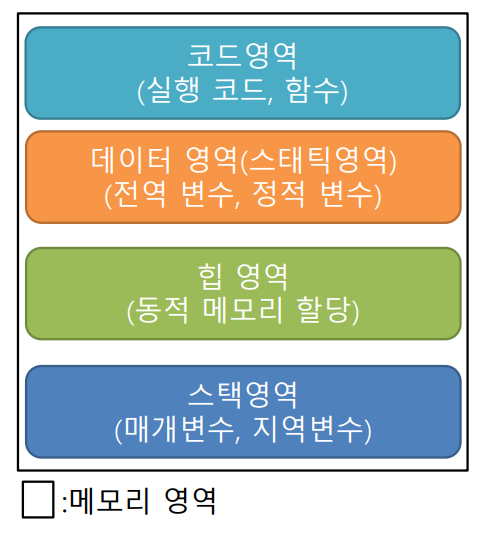 코드영역
(실행 코드, 함수)
데이터 영역(스태틱영역)
(전역 변수, 정적 변수)
힙 영역
(동적 메모리 할당)
스택영역
(매개변수, 지역변수)
:메모리 영역